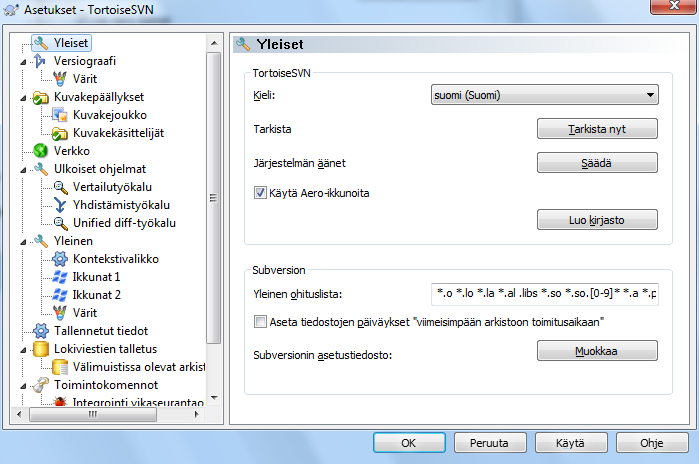 Asetukset - TortoiseSVN
Yleiset
Versiograafi
Värit
Kuvakepäällykset
Kuvakejoukko
Kuvakekäsittelijät
Verkko
Ulkoiset ohjelmat
Vertailutyökalu
Yhdistämistyökalu
Unified diff-työkalu
Yleinen
Kontekstivalikko
Ikkunat 1
Ikkunat 2
Värit
Tallennetut tiedot
Lokiviestien talletus
Välimuistissa olevat arkist
Toimintokomennot
Integrointi vikaseurantao
Yleiset
TortoiseSVN
Kieli:
suomi (Suomi)
Tarkista
Tarkista nyt
Järjestelmän äänet
Säädä
Käytä Aero-ikkunoita
Luo kirjasto
Subversion
Yleinen ohituslista:
*.o *.lo *.la *.al .libs *.so *.so.[0-9]* *.a *.p
Aseta tiedostojen päiväykset "viimeisimpään arkistoon toimitusaikaan"
Subversionin asetustiedosto:
Muokkaa
OK
Peruuta
Käytä
Ohje